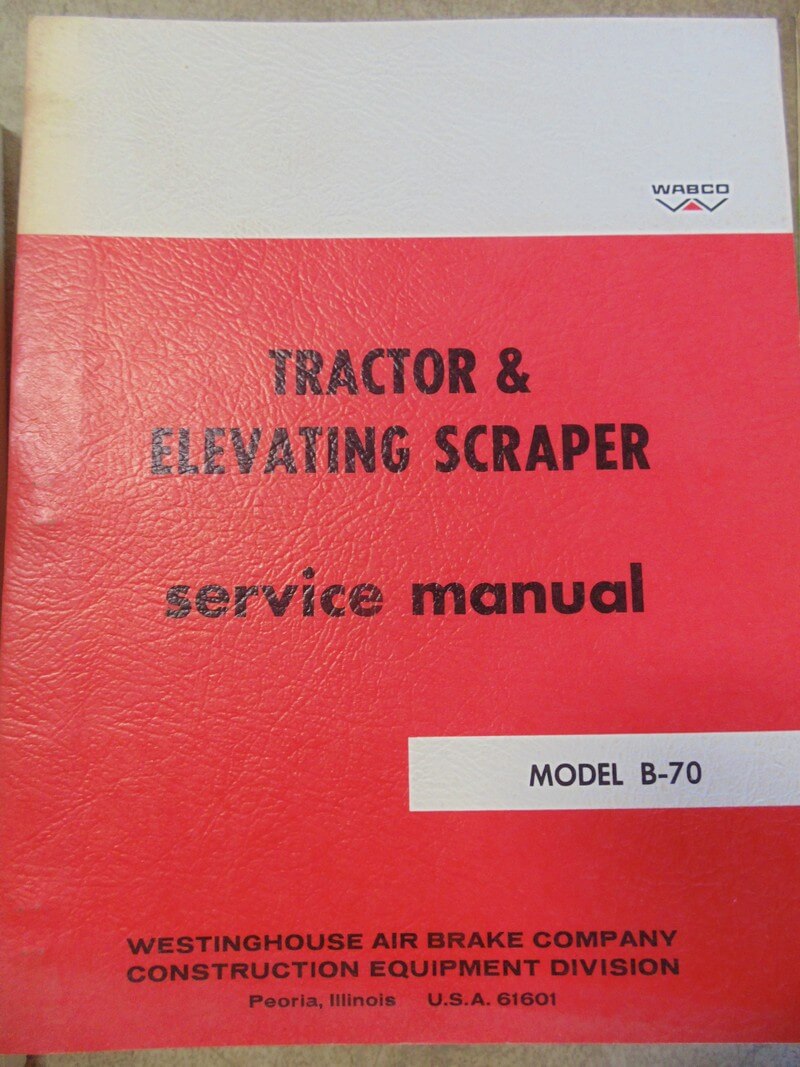 WABCO
TRACTOR &
ELEVATING SCRAPER
service manual
MODEL B-70
WESTINGHOUSE AIR BRAKE COMPANY
CONSTRUCTION EQUIPMENT DIVISION
Peoria, Illinois U.S.A. 61601